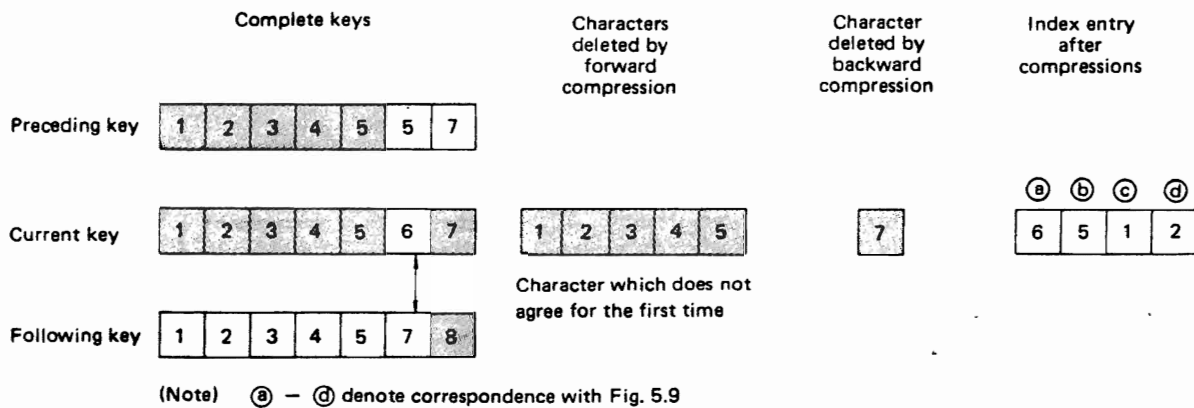 Complete keys
Characters
deleted by
forward
compression
Character
deleted by
backward
compression
Index entry
after
compressions
Preceding key 1 2 3 4 5 5 7
ⓐ ⓑ ⓒ ⓓ
Current key 1 2 3 4 5 6 7 1 2 3 4 5 7 6 5 1 2
Character which does not
agree for the first time
Following key 1 2 3 4 5 7 8
(Note) ⓐ – ⓓ denote correspondence with Fig. 5.9